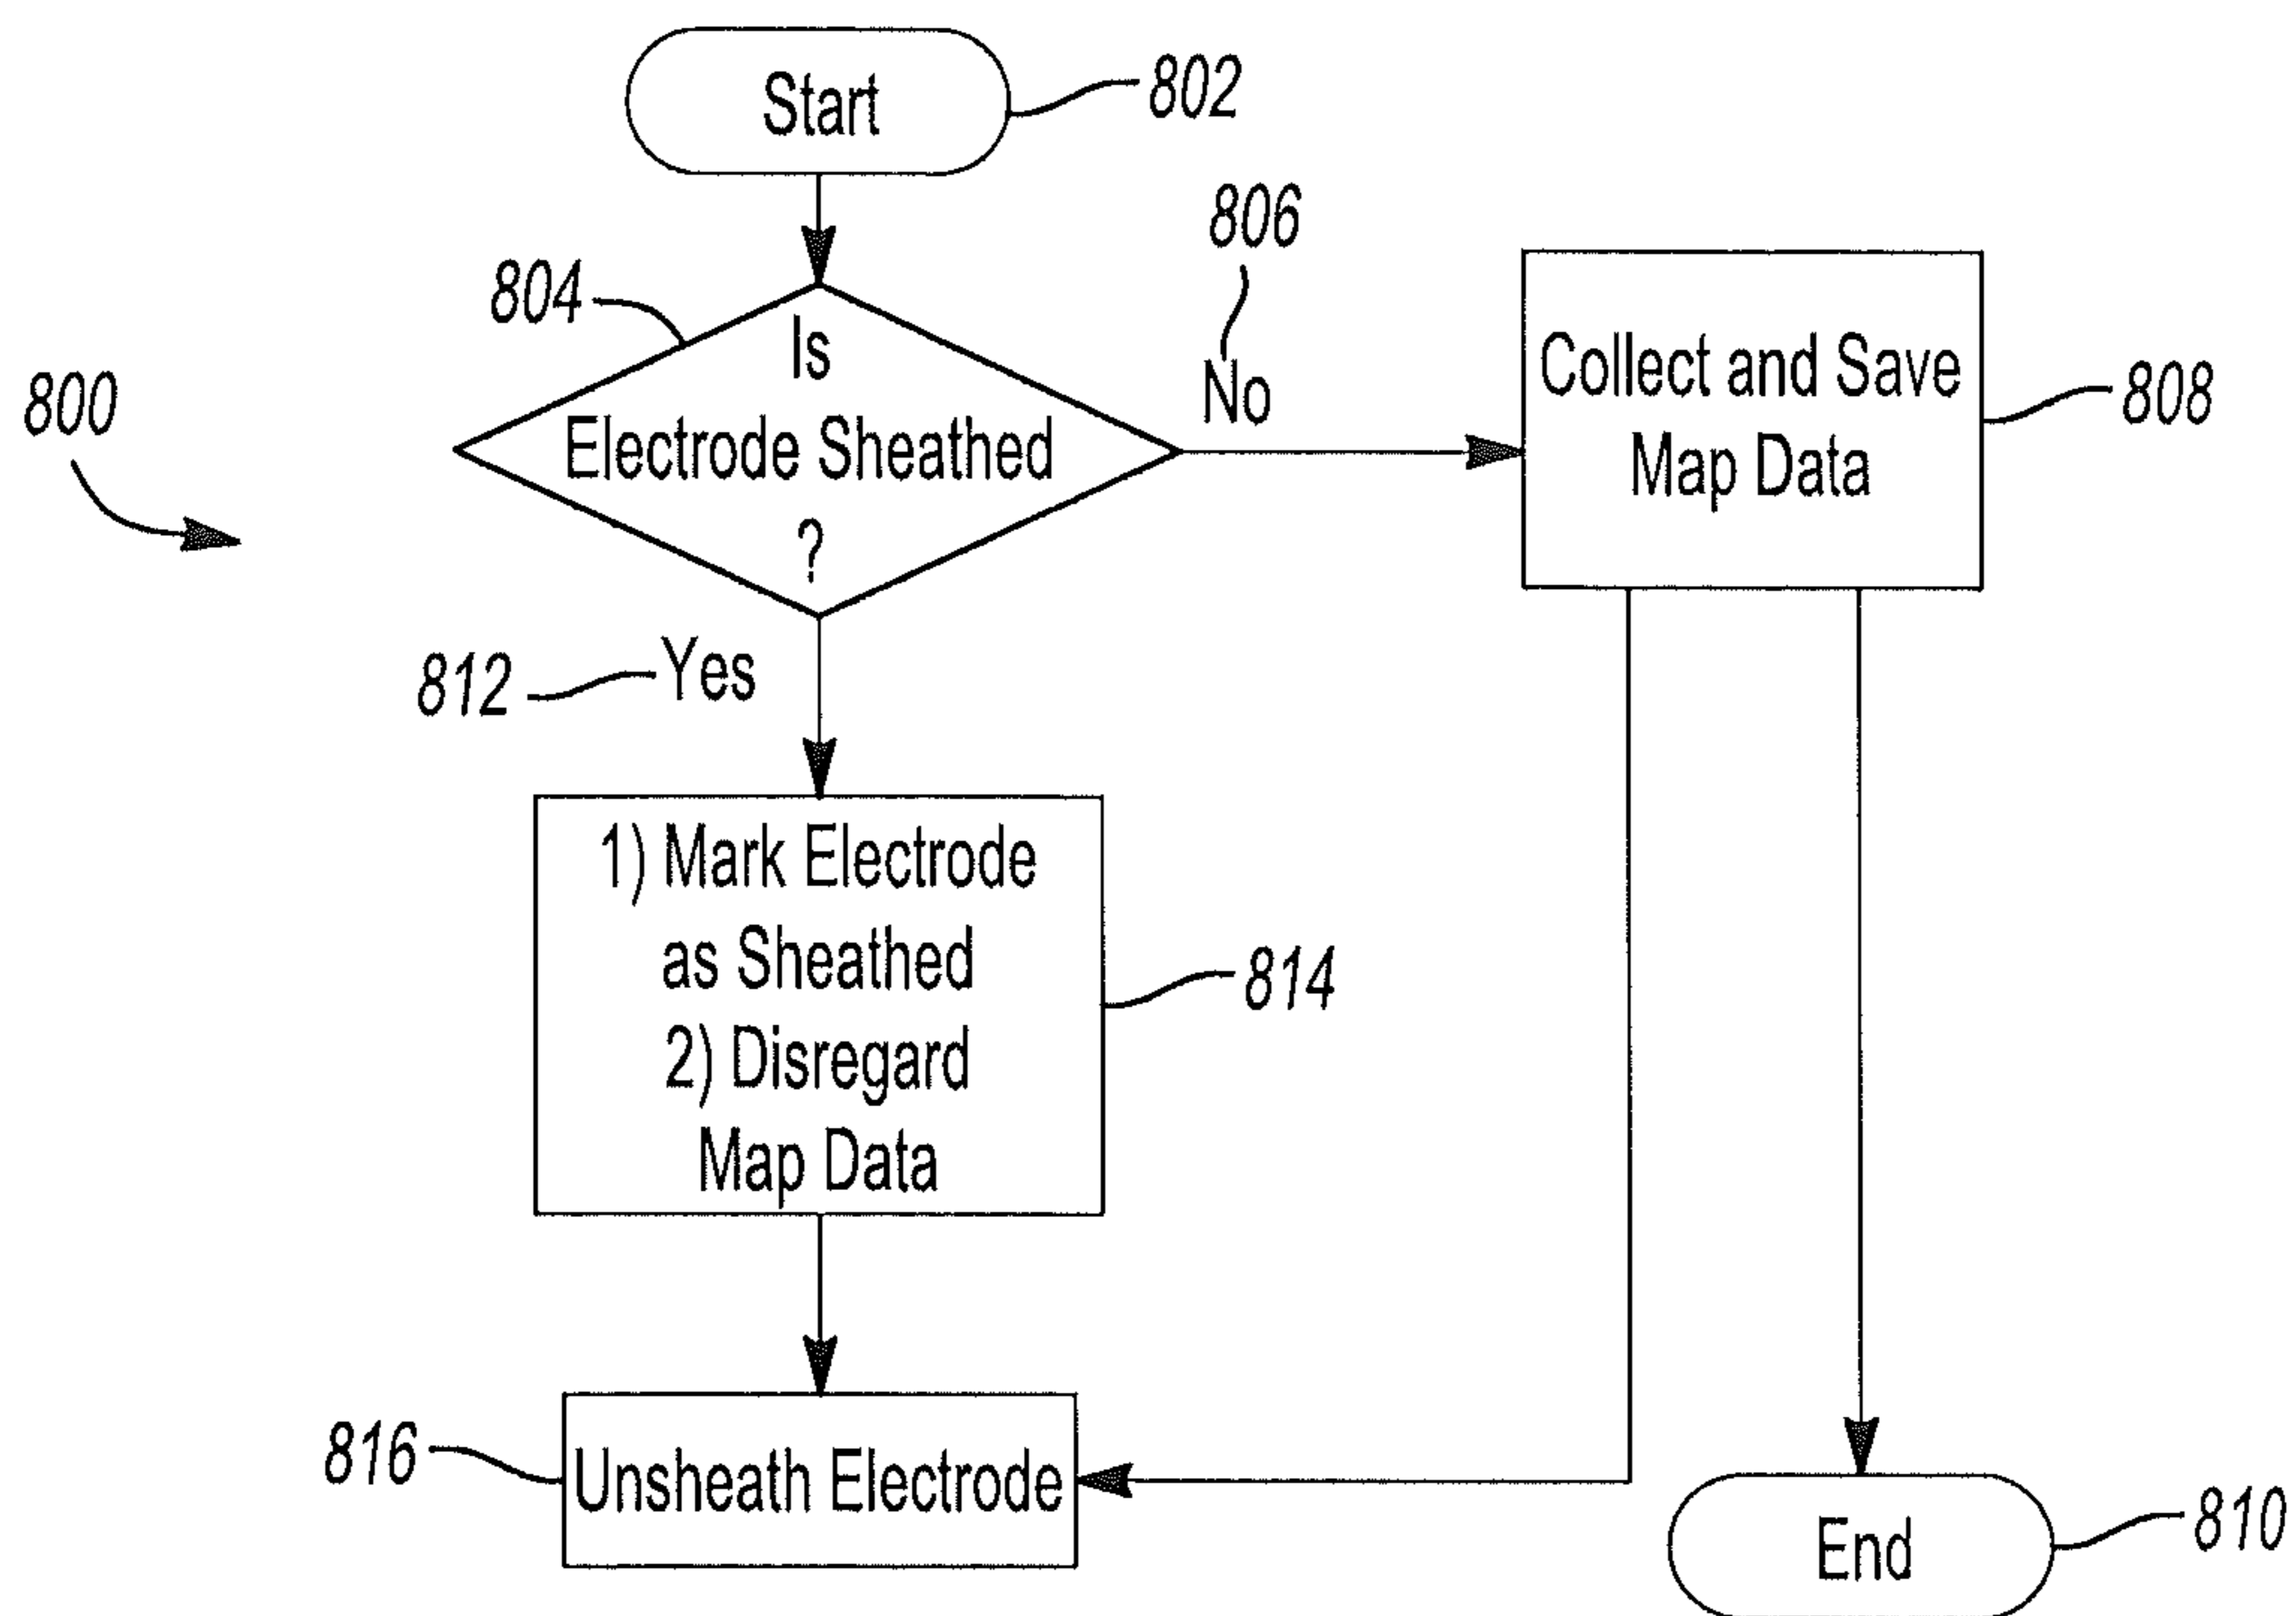 Start
802
806
804
Is
Electrode Sheathed
?
No
Collect and Save
Map Data
808
800
812
Yes
1) Mark Electrode
as Sheathed
2) Disregard
Map Data
814
816
Unsheath Electrode
End
810